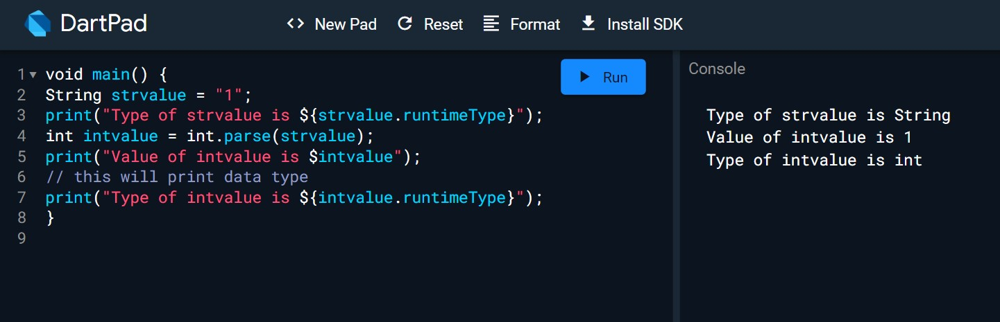 DartPad
<> New Pad
Reset
Format
Install SDK
Run
1 void main() {
2 String strvalue = "1";
3 print("Type of strvalue is ${strvalue.runtimeType}");
4 int intvalue = int.parse(strvalue);
5 print("Value of intvalue is $intvalue");
6 // this will print data type
7 print("Type of intvalue is ${intvalue.runtimeType}");
8 }
9
Console
Type of strvalue is String
Value of intvalue is 1
Type of intvalue is int